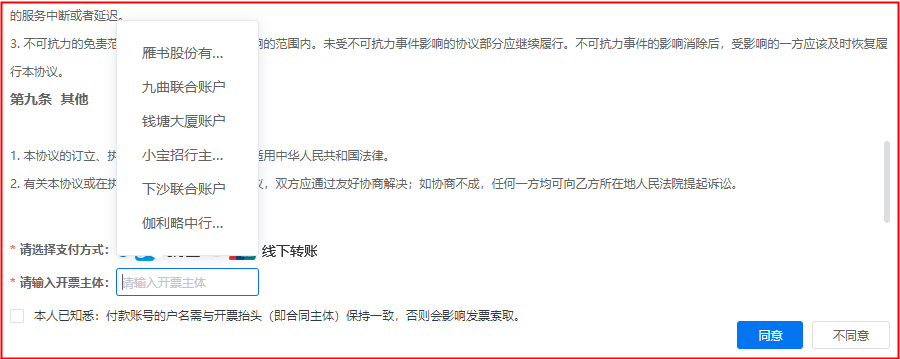 的服务中断或者延迟。
3. 不可抗力的免责范
响的范围内。未受不可抗力事件影响的协议部分应继续履行。不可抗力事件的影响消除后，受影响的一方应该及时恢复履
行本协议。
第九条 其他
雁书股份有...
九曲联合账户
钱塘大厦账户
小宝招行主...
下沙联合账户
伽利略中行...
1. 本协议的订立、执
适用中华人民共和国法律。
2. 有关本协议或在执
议，双方应通过友好协商解决；如协商不成，任何一方均可向乙方所在地人民法院提起诉讼。
* 请选择支付方式：
线下转账
* 请输入开票主体：
请输入开票主体
本人已知悉：付款账号的户名需与开票抬头（即合同主体）保持一致，否则会影响发票索取。
同意
不同意